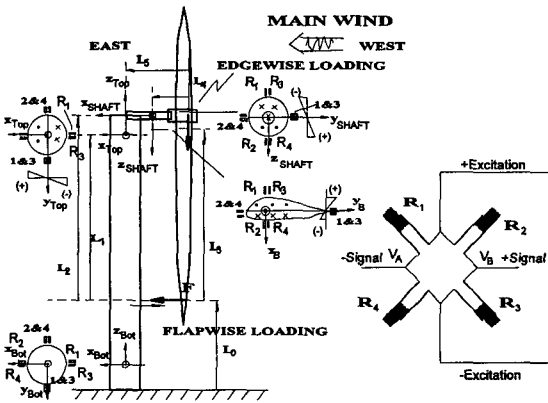 MAIN WIND
EAST
WEST
L5
L4
EDGEWISE LOADING
zTop
xSHAFT
2&4
R1 R3
1&3
(-)
(+)
ySHAFT
xTop
R1
R3
1&3
(+) (-)
yTop
xTop
zSHAFT
R2 R4
zSHAFT
2&4
R1 R3
(+)
yB
1&3
(-)
R2 R4
xB
L1
L2
L3
F
FLAPWISE LOADING
L0
2&4
R2
xBot
R4
R1
R3
1&3
yBot
zBot
xBot
+Excitation
R1
R2
-Signal VA
VB +Signal
R4
R3
-Excitation